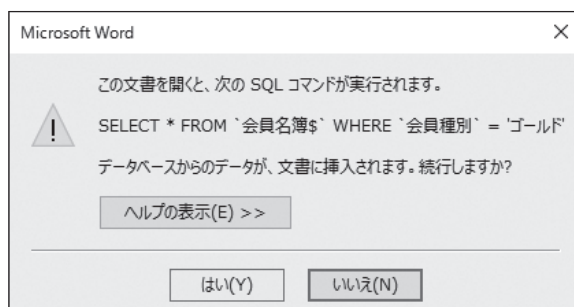 Microsoft Word
この文書を開くと、次の SQL コマンドが実行されます。
SELECT * FROM `会員名簿$` WHERE `会員種別` = 'ゴールド'
データベースからのデータが、文書に挿入されます。続行しますか?
ヘルプの表示(E) >>
はい(Y)
いいえ(N)